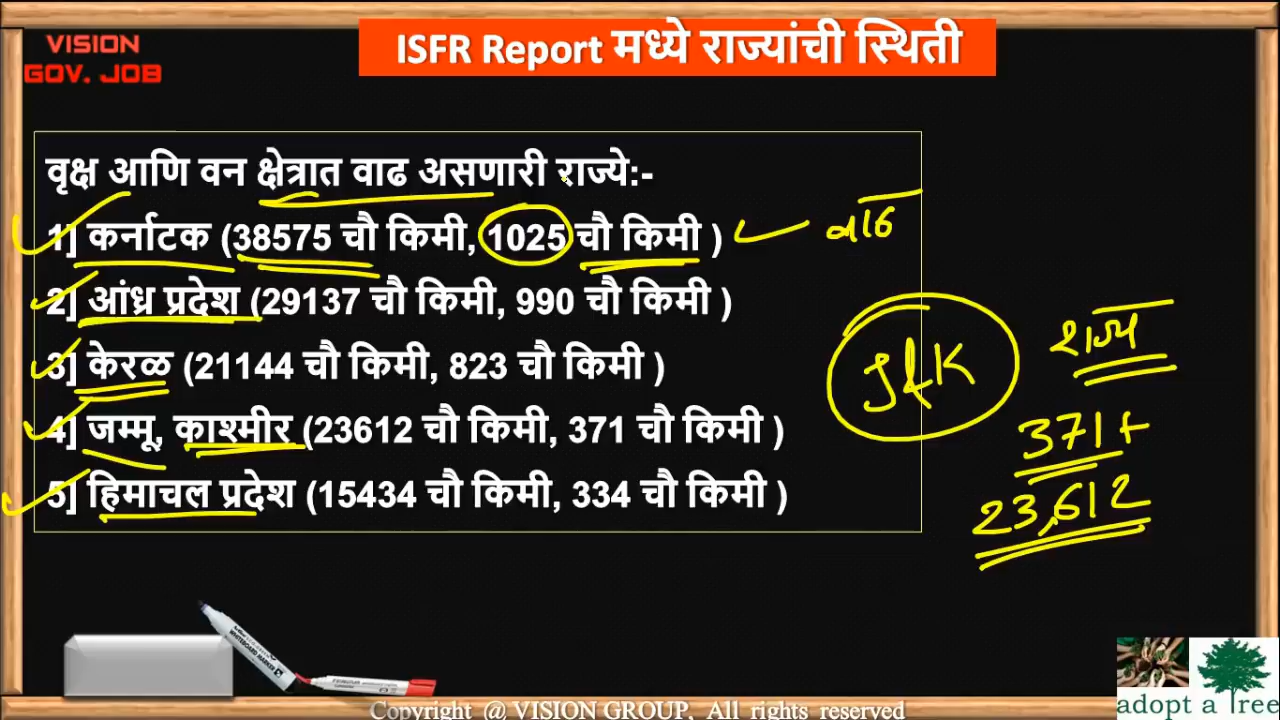 VISION
GOV. JOB
ISFR Report मध्ये राज्यांची स्थिती
वृक्ष आणि वन क्षेत्रात वाढ असणारी राज्ये:-
1] कर्नाटक (38575 चौ किमी, 1025 चौ किमी )
वाढ
2] आंध्र प्रदेश (29137 चौ किमी, 990 चौ किमी )
3] केरळ (21144 चौ किमी, 823 चौ किमी )
4] जम्मू, काश्मीर (23612 चौ किमी, 371 चौ किमी )
5] हिमाचल प्रदेश (15434 चौ किमी, 334 चौ किमी )
J&K
राज्य
371+
23,612
WHITEBOARD MARKER
adopt a Tree
Copyright @ VISION GROUP, All rights reserved